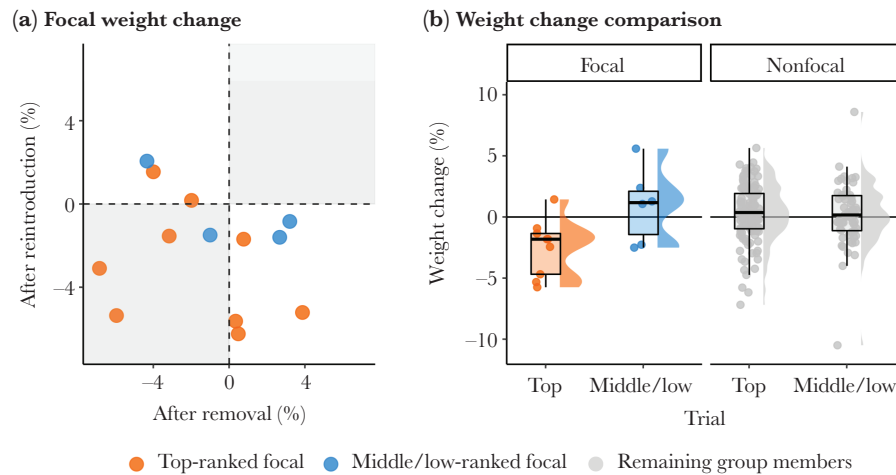 (a) Focal weight change
After reintroduction (%)
4
0
−4
−4
0
4
After removal (%)
(b) Weight change comparison
Focal
Nonfocal
Weight change (%)
10
5
0
−5
−10
Top
Middle/low
Top
Middle/low
Trial
Top-ranked focal
Middle/low-ranked focal
Remaining group members